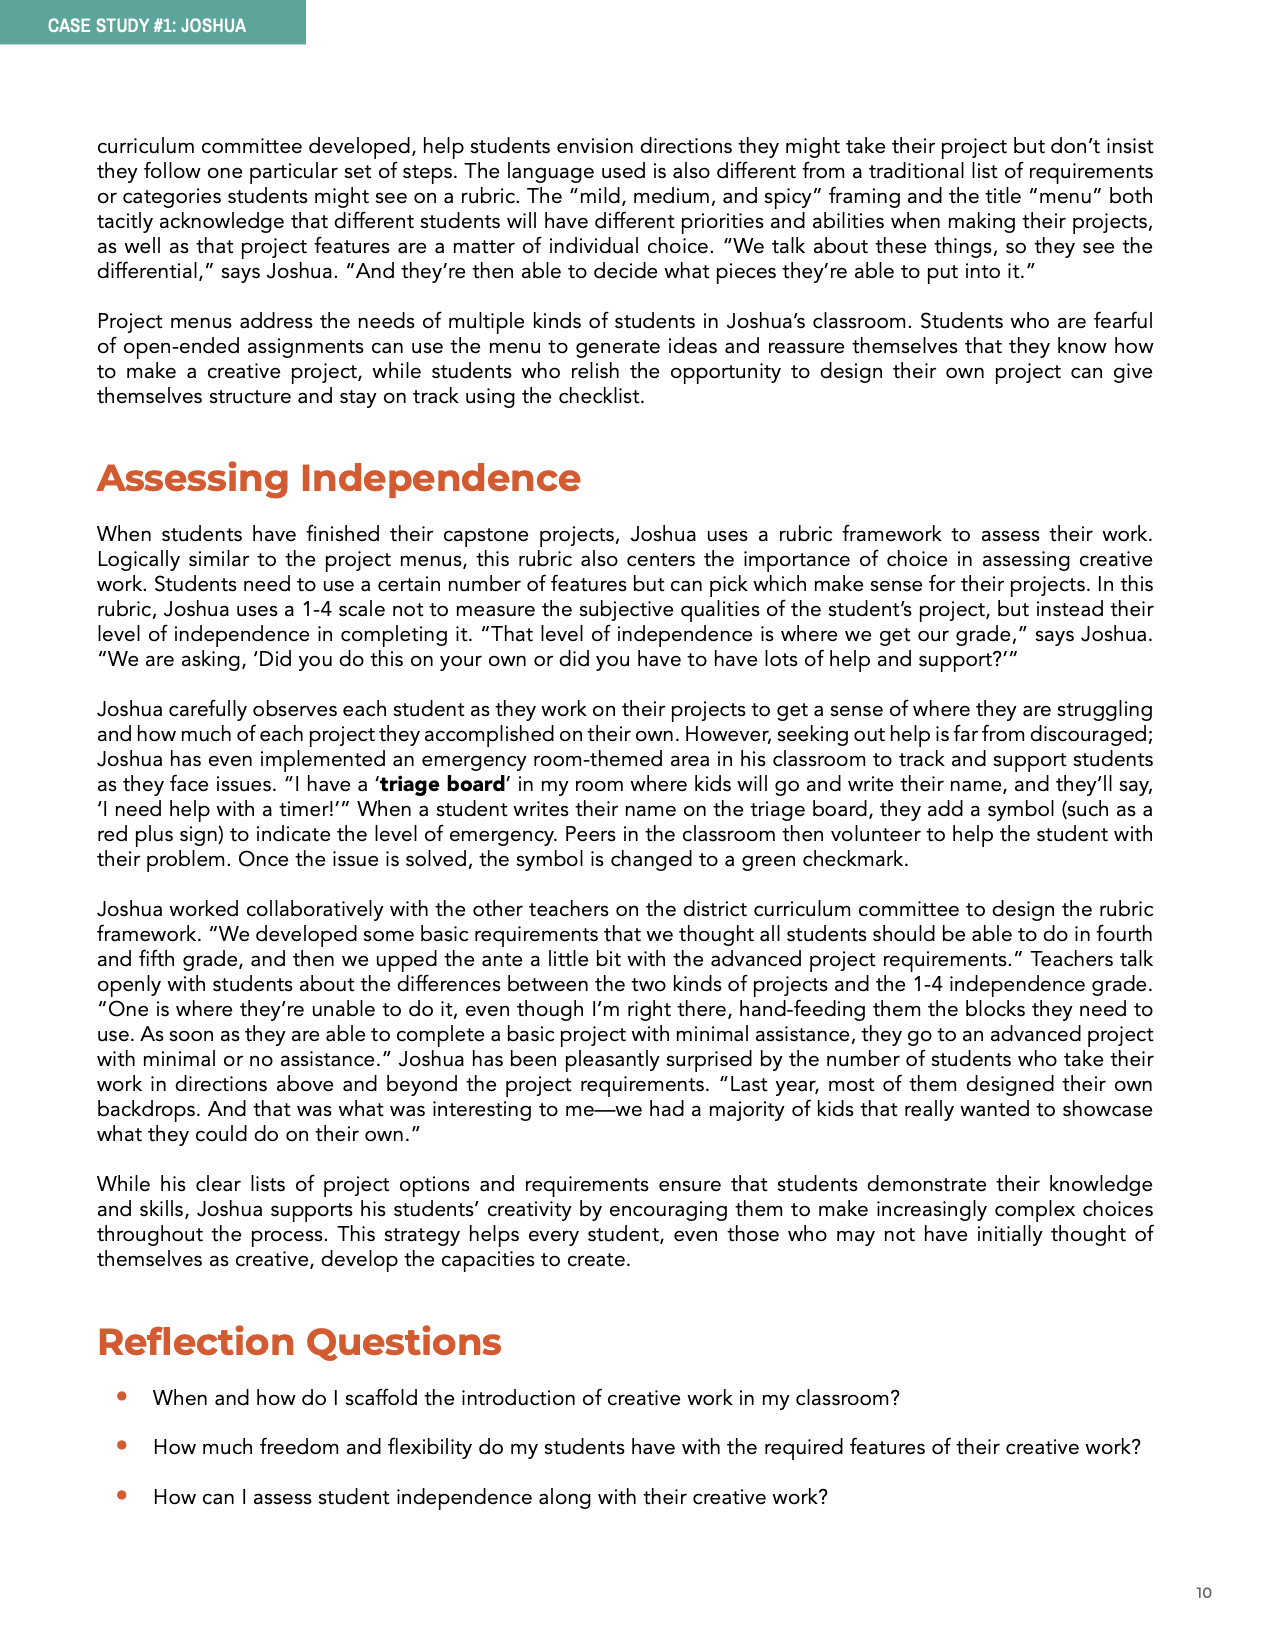 CASE STUDY #1: JOSHUA
curriculum committee developed, help students envision directions they might take their project but don’t insist
they follow one particular set of steps. The language used is also different from a traditional list of requirements
or categories students might see on a rubric. The “mild, medium, and spicy” framing and the title “menu” both
tacitly acknowledge that different students will have different priorities and abilities when making their projects,
as well as that project features are a matter of individual choice. “We talk about these things, so they see the
differential,” says Joshua. “And they’re then able to decide what pieces they’re able to put into it.”
Project menus address the needs of multiple kinds of students in Joshua’s classroom. Students who are fearful
of open-ended assignments can use the menu to generate ideas and reassure themselves that they know how
to make a creative project, while students who relish the opportunity to design their own project can give
themselves structure and stay on track using the checklist.
Assessing Independence
When students have finished their capstone projects, Joshua uses a rubric framework to assess their work.
Logically similar to the project menus, this rubric also centers the importance of choice in assessing creative
work. Students need to use a certain number of features but can pick which make sense for their projects. In this
rubric, Joshua uses a 1-4 scale not to measure the subjective qualities of the student’s project, but instead their
level of independence in completing it. “That level of independence is where we get our grade,” says Joshua.
“We are asking, ‘Did you do this on your own or did you have to have lots of help and support?’”
Joshua carefully observes each student as they work on their projects to get a sense of where they are struggling
and how much of each project they accomplished on their own. However, seeking out help is far from discouraged;
Joshua has even implemented an emergency room-themed area in his classroom to track and support students
as they face issues. “I have a ‘triage board’ in my room where kids will go and write their name, and they’ll say,
‘I need help with a timer!’” When a student writes their name on the triage board, they add a symbol (such as a
red plus sign) to indicate the level of emergency. Peers in the classroom then volunteer to help the student with
their problem. Once the issue is solved, the symbol is changed to a green checkmark.
Joshua worked collaboratively with the other teachers on the district curriculum committee to design the rubric
framework. “We developed some basic requirements that we thought all students should be able to do in fourth
and fifth grade, and then we upped the ante a little bit with the advanced project requirements.” Teachers talk
openly with students about the differences between the two kinds of projects and the 1-4 independence grade.
“One is where they’re unable to do it, even though I’m right there, hand-feeding them the blocks they need to
use. As soon as they are able to complete a basic project with minimal assistance, they go to an advanced project
with minimal or no assistance.” Joshua has been pleasantly surprised by the number of students who take their
work in directions above and beyond the project requirements. “Last year, most of them designed their own
backdrops. And that was what was interesting to me—we had a majority of kids that really wanted to showcase
what they could do on their own.”
While his clear lists of project options and requirements ensure that students demonstrate their knowledge
and skills, Joshua supports his students’ creativity by encouraging them to make increasingly complex choices
throughout the process. This strategy helps every student, even those who may not have initially thought of
themselves as creative, develop the capacities to create.
Reflection Questions
• When and how do I scaffold the introduction of creative work in my classroom?
• How much freedom and flexibility do my students have with the required features of their creative work?
• How can I assess student independence along with their creative work?
10